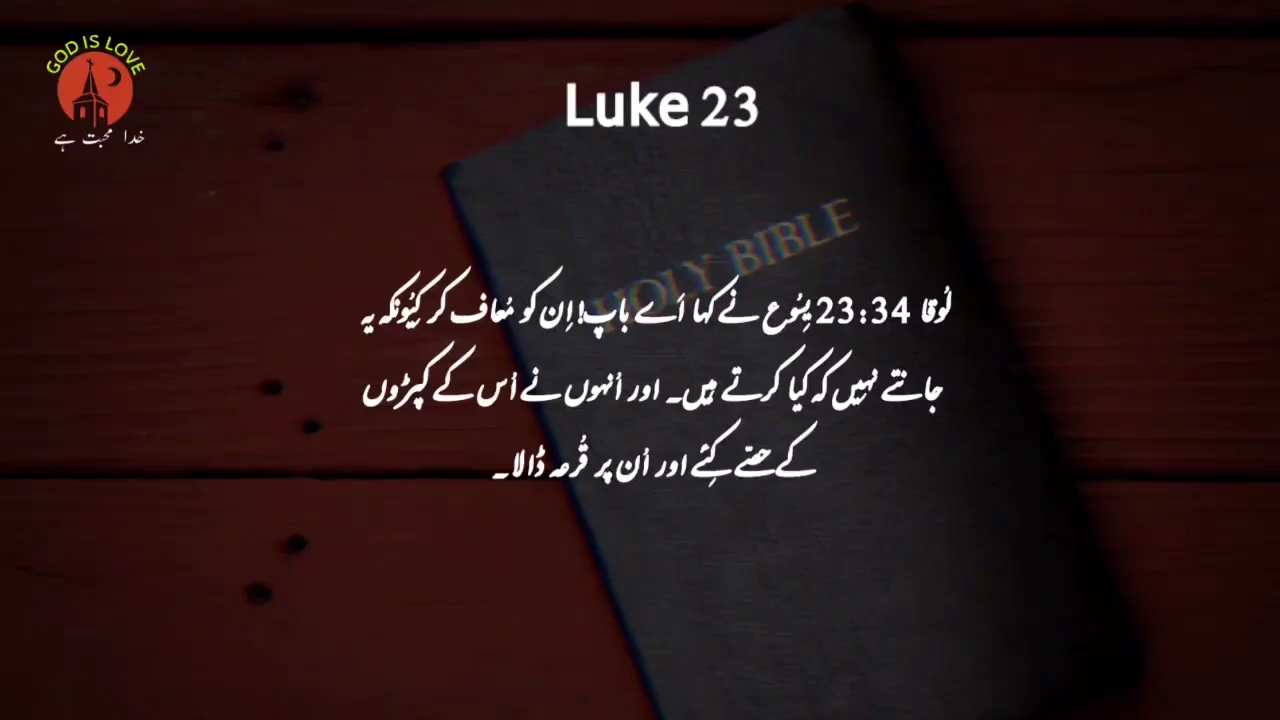 GOD IS LOVE
خدا محبت ہے
Luke 23
HOLY BIBLE
لُوقا 23:34 یِسُوع نے کہا اَے باپ! اِن کو مُعاف کر کیُونکہ یہ
جانتے نہیں کہ کیا کرتے ہیں۔ اور اُنہوں نے اُس کے کپڑوں
کے حِصّے کِئے اور اُن پر قُرعہ ڈالا۔